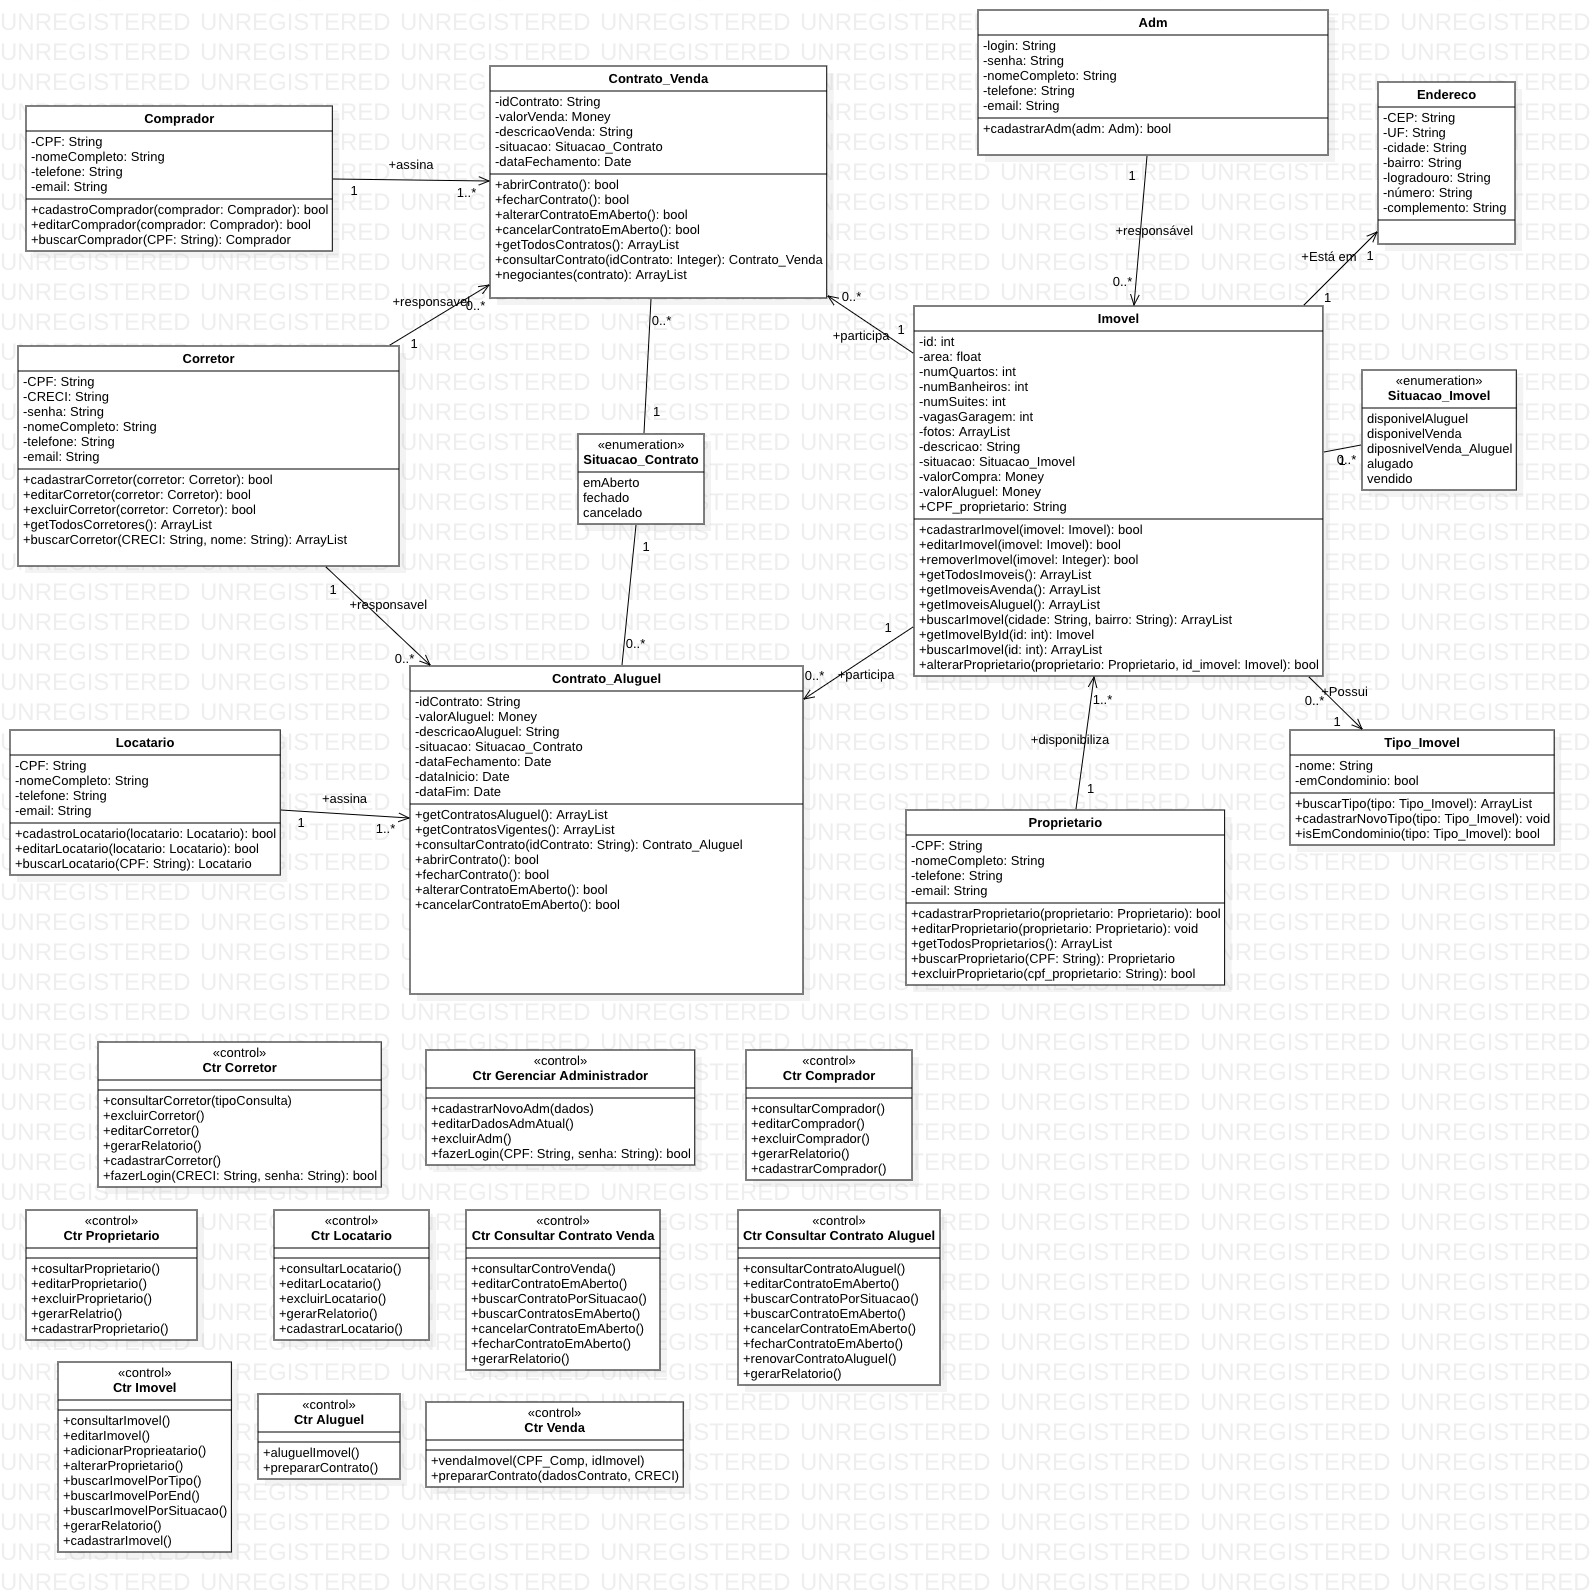 Adm
-login: String
-senha: String
-nomeCompleto: String
-telefone: String
-email: String
+cadastrarAdm(adm: Adm): bool
Contrato_Venda
-idContrato: String
-valorVenda: Money
-descricaoVenda: String
-situacao: Situacao_Contrato
-dataFechamento: Date
+abrirContrato(): bool
+fecharContrato(): bool
+alterarContratoEmAberto(): bool
+cancelarContratoEmAberto(): bool
+getTodosContratos(): ArrayList
+consultarContrato(idContrato: Integer): Contrato_Venda
+negociantes(contrato): ArrayList
Endereco
-CEP: String
-UF: String
-cidade: String
-bairro: String
-logradouro: String
-número: String
-complemento: String
Comprador
-CPF: String
-nomeCompleto: String
-telefone: String
-email: String
+cadastroComprador(comprador: Comprador): bool
+editarComprador(comprador: Comprador): bool
+buscarComprador(CPF: String): Comprador
+assina
1
1..*
1
+responsável
0..*
+Está em
1
1
+responsavel
0..*
1
0..*
+participa
1
Imovel
-id: int
-area: float
-numQuartos: int
-numBanheiros: int
-numSuites: int
-vagasGaragem: int
-fotos: ArrayList
-descricao: String
-situacao: Situacao_Imovel
-valorCompra: Money
-valorAluguel: Money
+CPF_proprietario: String
+cadastrarImovel(imovel: Imovel): bool
+editarImovel(imovel: Imovel): bool
+removerImovel(imovel: Integer): bool
+getTodosImoveis(): ArrayList
+getImoveisAvenda(): ArrayList
+getImoveisAluguel(): ArrayList
+buscarImovel(cidade: String, bairro: String): ArrayList
+getImovelById(id: int): Imovel
+buscarImovel(id: int): ArrayList
+alterarProprietario(proprietario: Proprietario, id_imovel: Imovel): bool
Corretor
-CPF: String
-CRECI: String
-senha: String
-nomeCompleto: String
-telefone: String
-email: String
+cadastrarCorretor(corretor: Corretor): bool
+editarCorretor(corretor: Corretor): bool
+excluirCorretor(corretor: Corretor): bool
+getTodosCorretores(): ArrayList
+buscarCorretor(CRECI: String, nome: String): ArrayList
0..*
1
«enumeration»
Situacao_Contrato
emAberto
fechado
cancelado
1
0..*
«enumeration»
Situacao_Imovel
disponivelAluguel
disponivelVenda
diposnivelVenda_Aluguel
alugado
vendido
0..*
1
1
+responsavel
0..*
1
0..*
+participa
Contrato_Aluguel
-idContrato: String
-valorAluguel: Money
-descricaoAluguel: String
-situacao: Situacao_Contrato
-dataFechamento: Date
-dataInicio: Date
-dataFim: Date
+getContratosAluguel(): ArrayList
+getContratosVigentes(): ArrayList
+consultarContrato(idContrato: String): Contrato_Aluguel
+abrirContrato(): bool
+fecharContrato(): bool
+alterarContratoEmAberto(): bool
+cancelarContratoEmAberto(): bool
1..*
+disponibiliza
1
+Possui
0..*
1
Locatario
-CPF: String
-nomeCompleto: String
-telefone: String
-email: String
+cadastroLocatario(locatario: Locatario): bool
+editarLocatario(locatario: Locatario): bool
+buscarLocatario(CPF: String): Locatario
+assina
1
1..*
Tipo_Imovel
-nome: String
-emCondominio: bool
+buscarTipo(tipo: Tipo_Imovel): ArrayList
+cadastrarNovoTipo(tipo: Tipo_Imovel): void
+isEmCondominio(tipo: Tipo_Imovel): bool
Proprietario
-CPF: String
-nomeCompleto: String
-telefone: String
-email: String
+cadastrarProprietario(proprietario: Proprietario): bool
+editarProprietario(proprietario: Proprietario): void
+getTodosProprietarios(): ArrayList
+buscarProprietario(CPF: String): Proprietario
+excluirProprietario(cpf_proprietario: String): bool
«control»
Ctr Corretor
+consultarCorretor(tipoConsulta)
+excluirCorretor()
+editarCorretor()
+gerarRelatorio()
+cadastrarCorretor()
+fazerLogin(CRECI: String, senha: String): bool
«control»
Ctr Gerenciar Administrador
+cadastrarNovoAdm(dados)
+editarDadosAdmAtual()
+excluirAdm()
+fazerLogin(CPF: String, senha: String): bool
«control»
Ctr Comprador
+consultarComprador()
+editarComprador()
+excluirComprador()
+gerarRelatorio()
+cadastrarComprador()
«control»
Ctr Proprietario
+cosultarProprietario()
+editarProprietario()
+excluirProprietario()
+gerarRelatrio()
+cadastrarProprietario()
«control»
Ctr Locatario
+consultarLocatario()
+editarLocatario()
+excluirLocatario()
+gerarRelatorio()
+cadastrarLocatario()
«control»
Ctr Consultar Contrato Venda
+consultarControVenda()
+editarContratoEmAberto()
+buscarContratoPorSituacao()
+buscarContratosEmAberto()
+cancelarContratoEmAberto()
+fecharContratoEmAberto()
+gerarRelatorio()
«control»
Ctr Consultar Contrato Aluguel
+consultarContratoAluguel()
+editarContratoEmAberto()
+buscarContratoPorSituacao()
+buscarContratoEmAberto()
+cancelarContratoEmAberto()
+fecharContratoEmAberto()
+renovarContratoAluguel()
+gerarRelatorio()
«control»
Ctr Imovel
+consultarImovel()
+editarImovel()
+adicionarProprieatario()
+alterarProprietario()
+buscarImovelPorTipo()
+buscarImovelPorEnd()
+buscarImovelPorSituacao()
+gerarRelatorio()
+cadastrarImovel()
«control»
Ctr Aluguel
+aluguelImovel()
+prepararContrato()
«control»
Ctr Venda
+vendaImovel(CPF_Comp, idImovel)
+prepararContrato(dadosContrato, CRECI)
UNREGISTERED